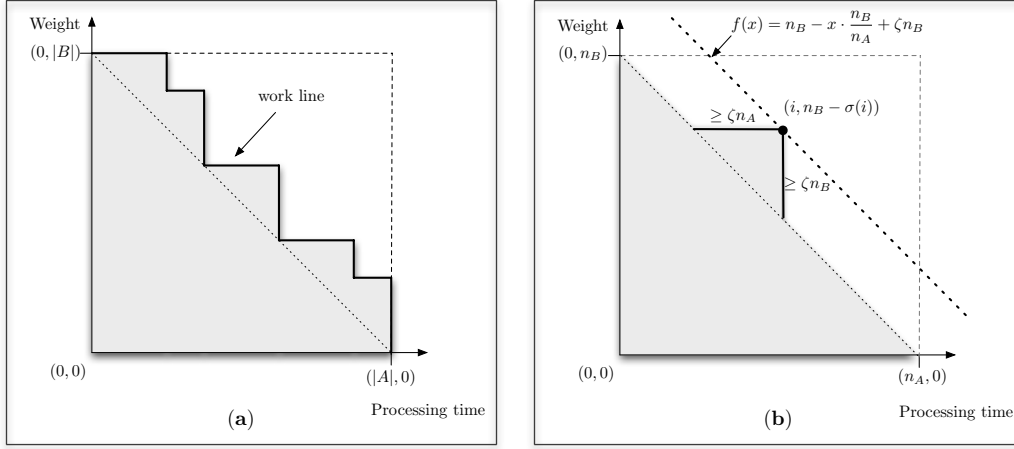 Weight
(0, |B|)
work line
(0, 0)
(|A|, 0)
Processing time
(a)
Weight
f(x) = n_B − x · n_B/n_A + ζn_B
(0, n_B)
(i, n_B − σ(i))
≥ ζn_A
≥ ζn_B
(0, 0)
(n_A, 0)
Processing time
(b)